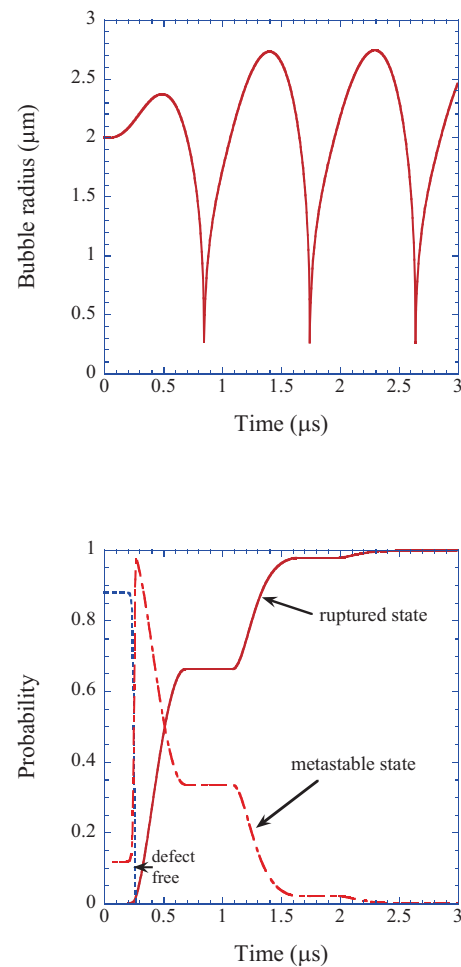 3
2.5
2
1.5
1
0.5
0
Bubble radius (μm)
0 0.5 1 1.5 2 2.5 3
Time (μs)
1
0.8
0.6
0.4
0.2
0
Probability
ruptured state
metastable state
defect
free
0 0.5 1 1.5 2 2.5 3
Time (μs)